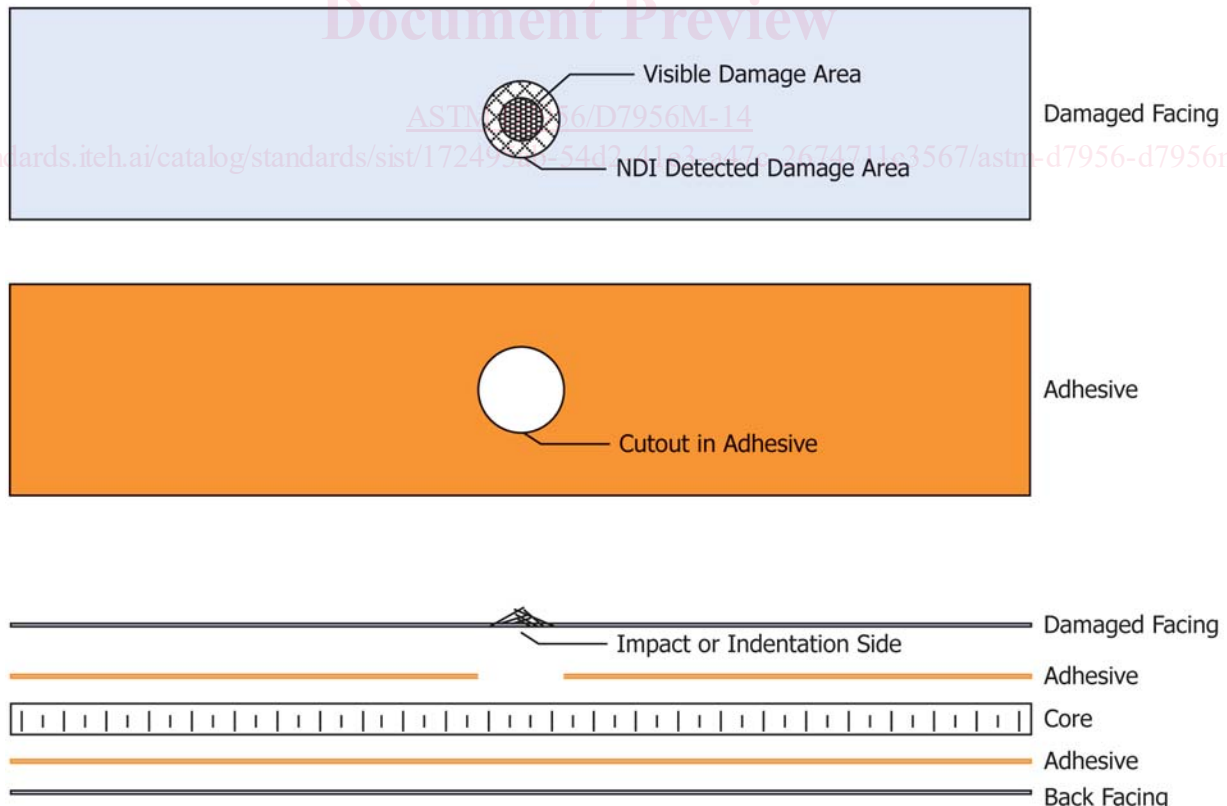 Document Preview
Visible Damage Area
Damaged Facing
NDI Detected Damage Area
Adhesive
Cutout in Adhesive
Damaged Facing
Impact or Indentation Side
Adhesive
Core
Adhesive
Back Facing